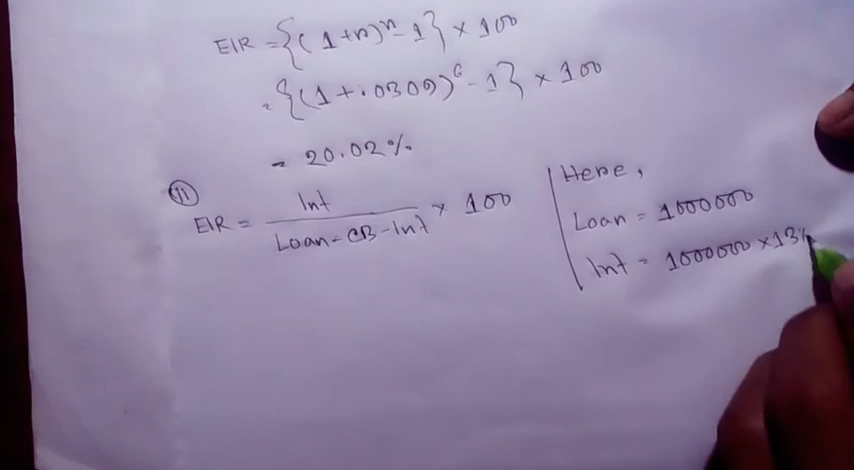 EIR = {(1+r)ⁿ-1} × 100
= {(1+.0309)⁶ - 1} × 100
= 20.02%
(11)
EIR = Int / Loan - CB - Int × 100
Here,
Loan = 1000000
Int = 1000000 × 13%